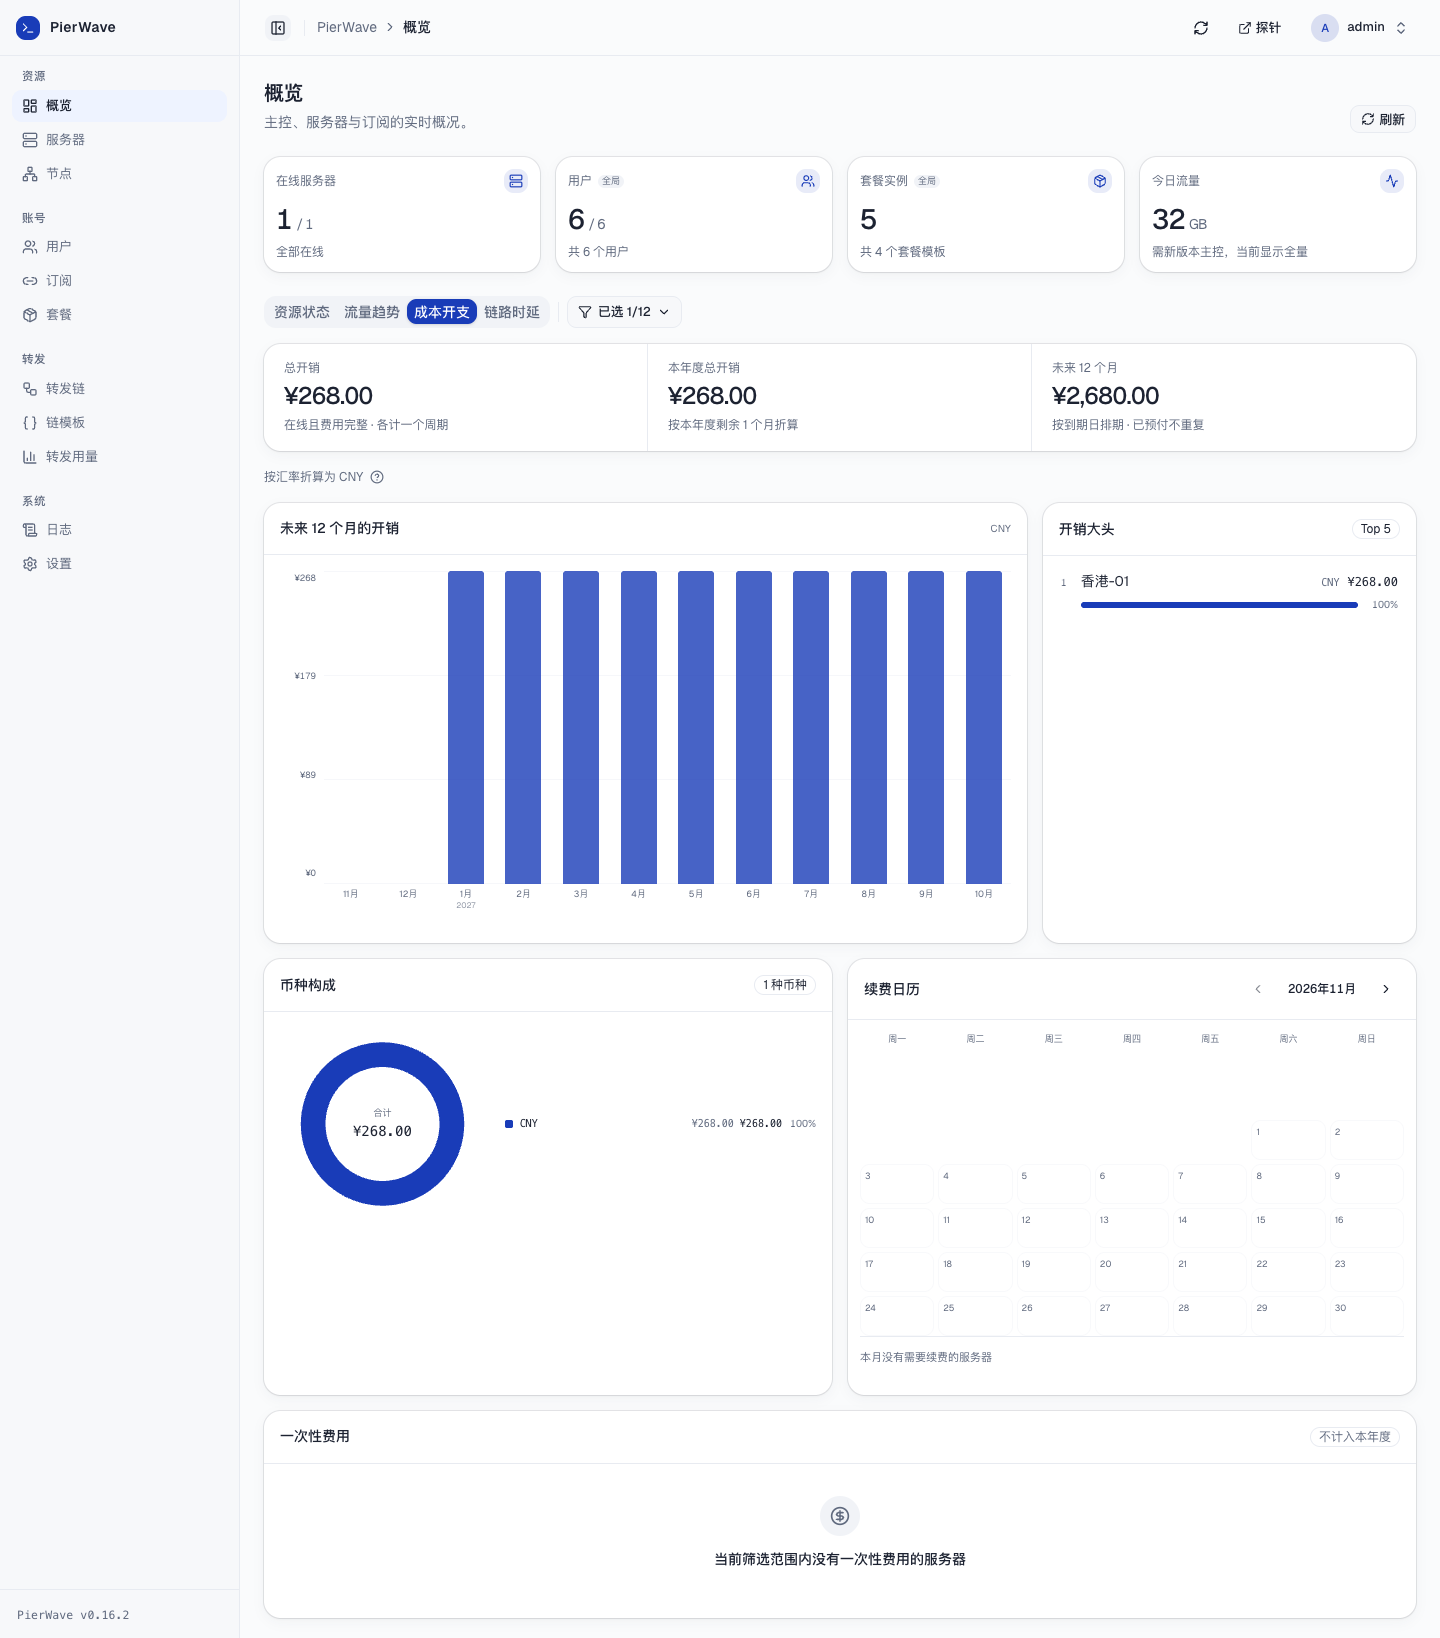 PierWave
资源
概览
服务器
节点
账号
用户
订阅
套餐
转发
转发链
链模板
转发用量
系统
日志
设置
PierWave v0.16.2
PierWave > 概览
探针
A admin
概览
主控、服务器与订阅的实时概况。
刷新
在线服务器
1 / 1
全部在线
用户 全局
6 / 6
共 6 个用户
套餐实例 全局
5
共 4 个套餐模板
今日流量
32 GB
需新版本主控，当前显示全量
资源状态 流量趋势 成本开支 链路时延 已选 1/12
总开销
¥268.00
在线且费用完整 · 各计一个周期
本年度总开销
¥268.00
按本年度剩余 1 个月折算
未来 12 个月
¥2,680.00
按到期日排期 · 已预付不重复
按汇率折算为 CNY
未来 12 个月的开销 CNY
¥268
¥179
¥89
¥0
11月 12月 1月 2月 3月 4月 5月 6月 7月 8月 9月 10月
2027
开销大头 Top 5
1 香港-01 CNY ¥268.00
100%
币种构成 1 种币种
合计
¥268.00
CNY ¥268.00 ¥268.00 100%
续费日历 2026年11月
周一 周二 周三 周四 周五 周六 周日
1 2
3 4 5 6 7 8 9
10 11 12 13 14 15 16
17 18 19 20 21 22 23
24 25 26 27 28 29 30
本月没有需要续费的服务器
一次性费用 不计入本年度
当前筛选范围内没有一次性费用的服务器